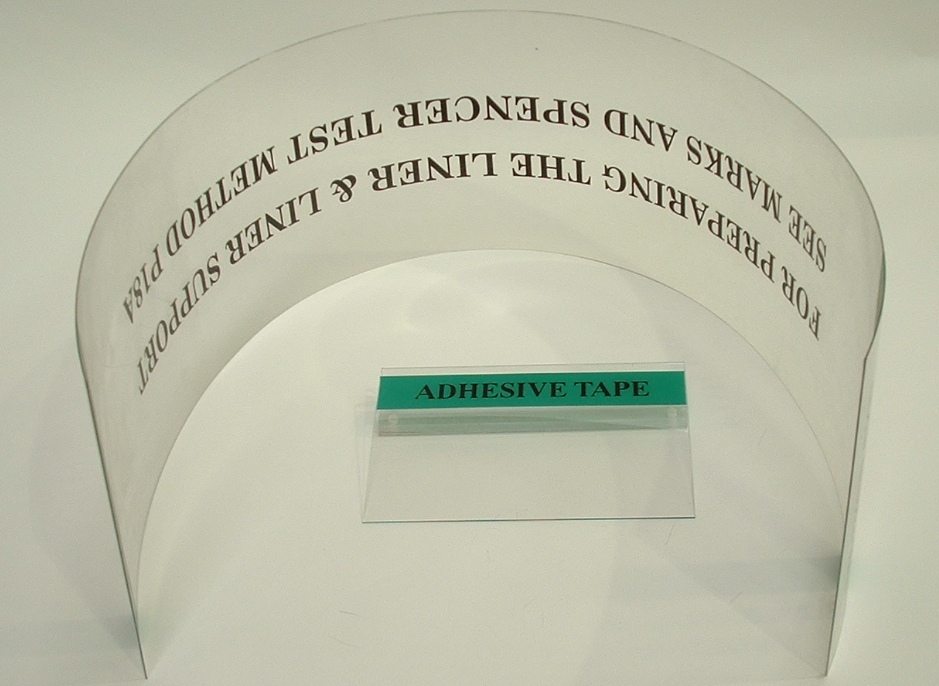 FOR PREPARING THE LINER & LINER SUPPORT
SEE MARKS AND SPENCER TEST METHOD P18A
ADHESIVE TAPE